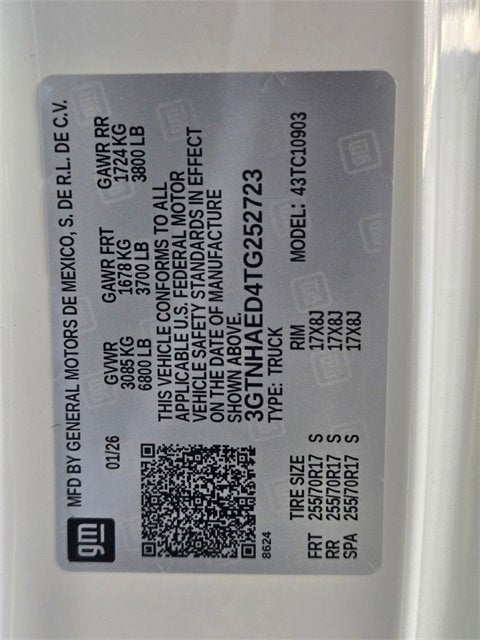 gm MFD BY GENERAL MOTORS DE MEXICO, S. DE R.L. DE C.V.
01/26
GVWR GAWR FRT GAWR RR
3085 KG 1678 KG 1724 KG
6800 LB 3700 LB 3800 LB
THIS VEHICLE CONFORMS TO ALL
APPLICABLE U.S. FEDERAL MOTOR
VEHICLE SAFETY STANDARDS IN EFFECT
ON THE DATE OF MANUFACTURE
SHOWN ABOVE.
3GTNHAED4TG252723
8624
TYPE: TRUCK MODEL: 43TC10903
TIRE SIZE RIM
FRT 255/70R17 S 17X8J
RR 255/70R17 S 17X8J
SPA 255/70R17 S 17X8J